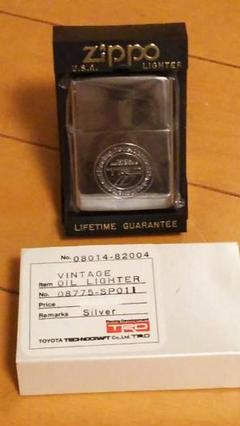 zippo
U.S.A. LIGHTER
TRD
LIFETIME GUARANTEE
No. 08014-82004
VINTAGE
Item OIL LIGHTER
No. 08775-SP011
Price
Remarks Silver
TRD
TOYOTA TECHNOCRAFT Co.,Ltd. TRD